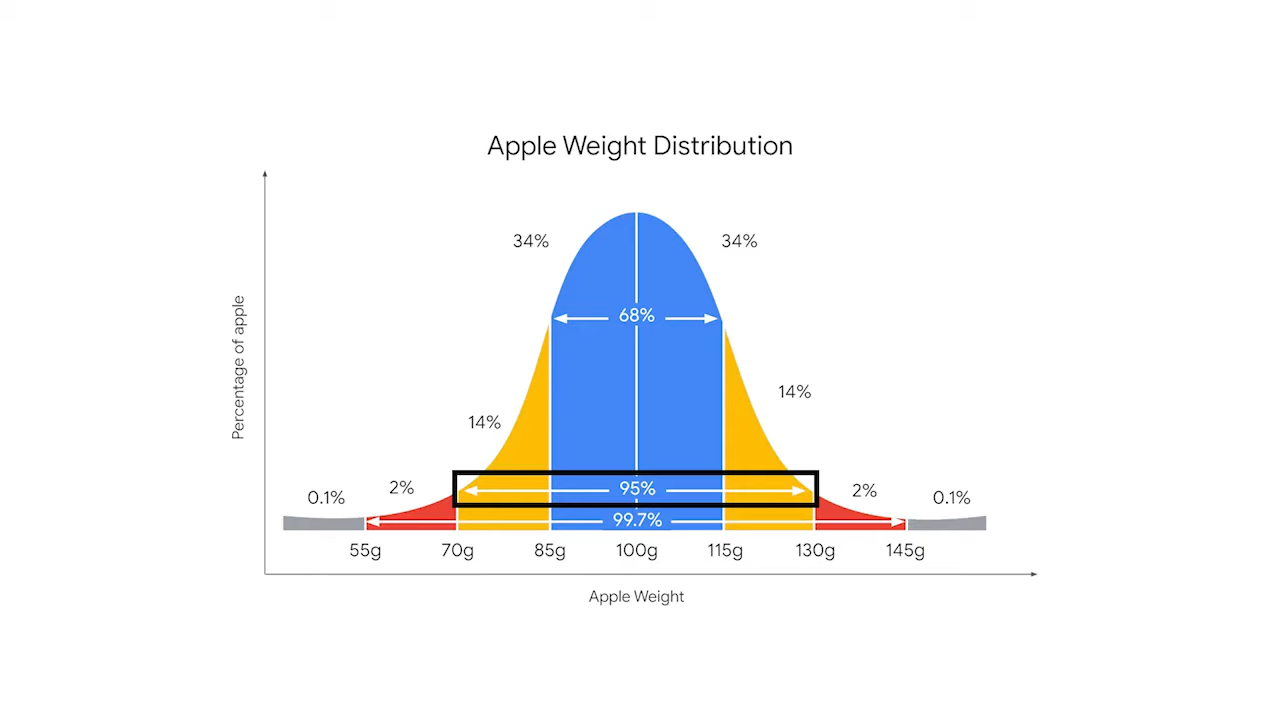 Apple Weight Distribution
34%
34%
68%
14%
14%
95%
0.1%
2%
2%
0.1%
99.7%
55g
70g
85g
100g
115g
130g
145g
Percentage of apple
Apple Weight